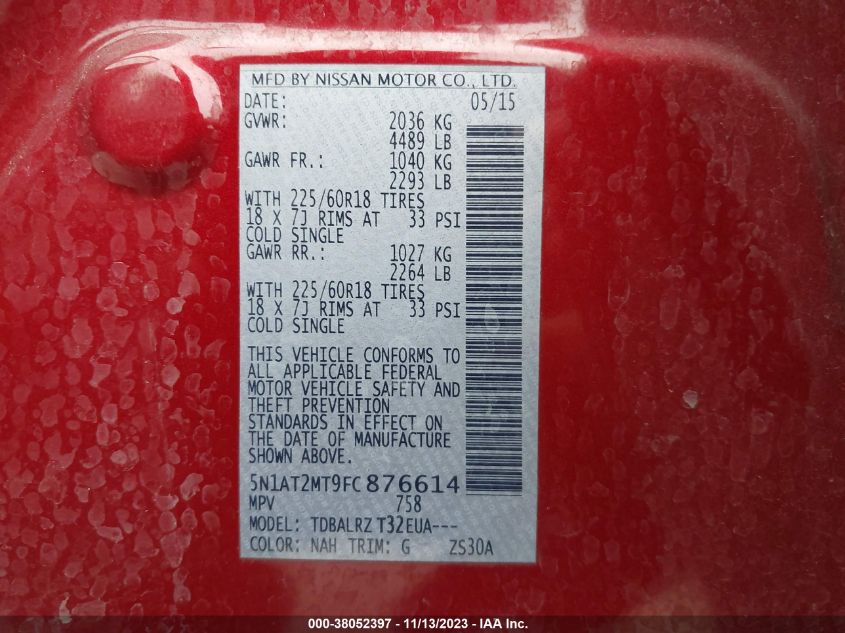 MFD BY NISSAN MOTOR CO., LTD.
DATE: 05/15
GVWR: 2036 KG
4489 LB
GAWR FR.: 1040 KG
2293 LB
WITH 225/60R18 TIRES
18 X 7J RIMS AT 33 PSI
COLD SINGLE
GAWR RR.: 1027 KG
2264 LB
WITH 225/60R18 TIRES
18 X 7J RIMS AT 33 PSI
COLD SINGLE
THIS VEHICLE CONFORMS TO
ALL APPLICABLE FEDERAL
MOTOR VEHICLE SAFETY AND
THEFT PREVENTION
STANDARDS IN EFFECT ON
THE DATE OF MANUFACTURE
SHOWN ABOVE.
5N1AT2MT9FC876614
MPV 758
MODEL: TDBALRZ T32EUA---
COLOR: NAH TRIM: G ZS30A
000-38052397 - 11/13/2023 - IAA Inc.